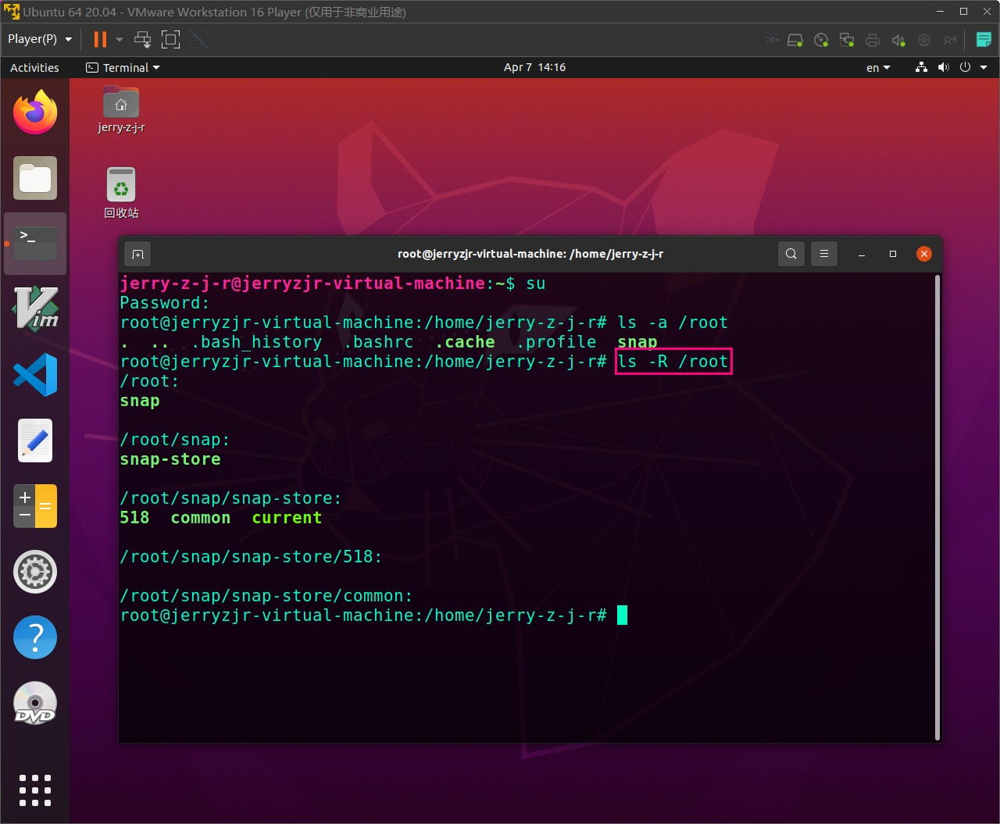 Ubuntu 64 20.04 - VMware Workstation 16 Player (仅用于非商业用途)
Player(P)
Activities
Terminal
Apr 7 14:16
en
jerry-z-j-r
回收站
root@jerryzjr-virtual-machine: /home/jerry-z-j-r
jerry-z-j-r@jerryzjr-virtual-machine:~$ su
Password:
root@jerryzjr-virtual-machine:/home/jerry-z-j-r# ls -a /root
. .. .bash_history .bashrc .cache .profile snap
root@jerryzjr-virtual-machine:/home/jerry-z-j-r# ls -R /root
/root:
snap
/root/snap:
snap-store
/root/snap/snap-store:
518 common current
/root/snap/snap-store/518:
/root/snap/snap-store/common:
root@jerryzjr-virtual-machine:/home/jerry-z-j-r#
>_
Vim
DVD